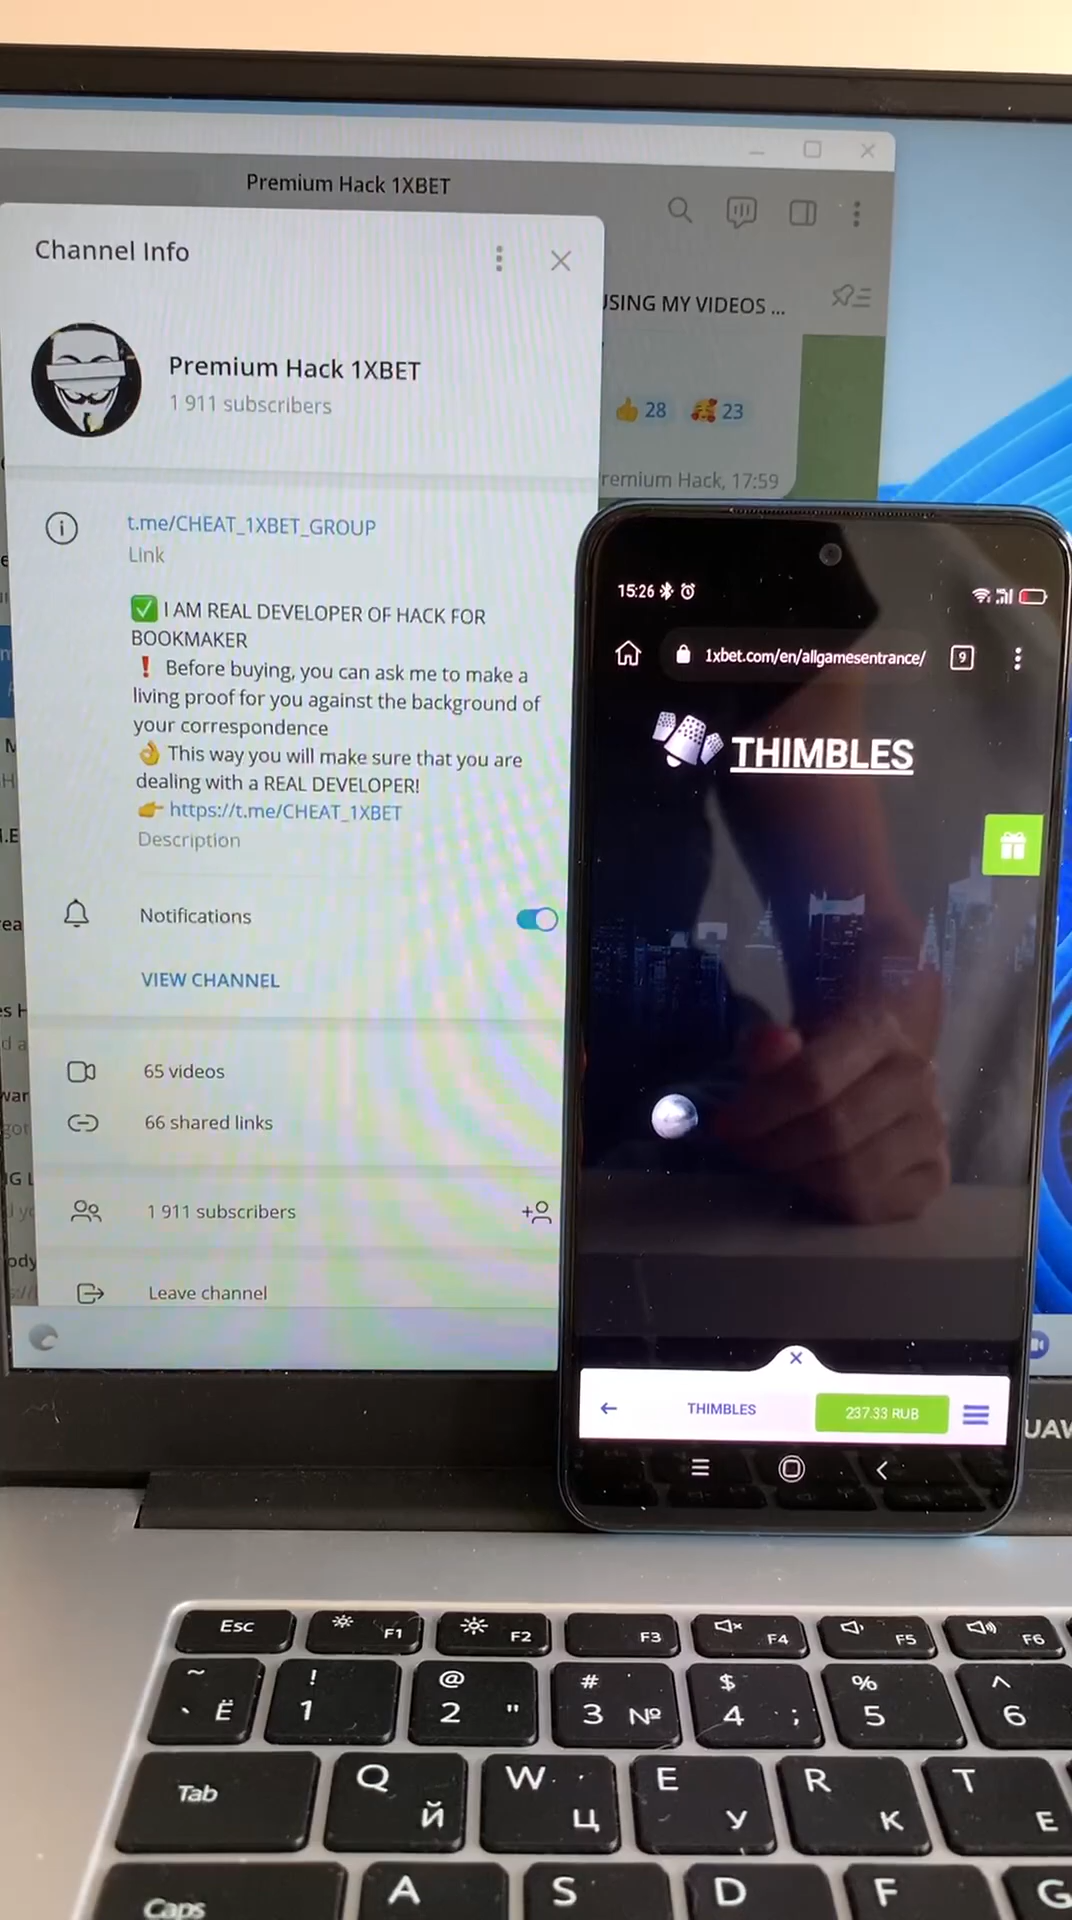 Premium Hack 1XBET
Channel Info
USING MY VIDEOS ...
Premium Hack 1XBET
1 911 subscribers
👍 28 🥰 23
remium Hack, 17:59
t.me/CHEAT_1XBET_GROUP
Link
✅ I AM REAL DEVELOPER OF HACK FOR
BOOKMAKER
❗ Before buying, you can ask me to make a
living proof for you against the background of
your correspondence
👌 This way you will make sure that you are
dealing with a REAL DEVELOPER!
👉 https://t.me/CHEAT_1XBET
Description
Notifications
VIEW CHANNEL
65 videos
66 shared links
1 911 subscribers
Leave channel
15:26
1xbet.com/en/allgamesentrance/ 9
THIMBLES
THIMBLES 237.33 RUB
Esc F1 F2 F3 F4 F5 F6
~ ` Ё ! 1 @ 2 " # 3 № $ 4 ; % 5 ^ 6
Tab Q Й W Ц E У R К T Е
Caps A S D F G